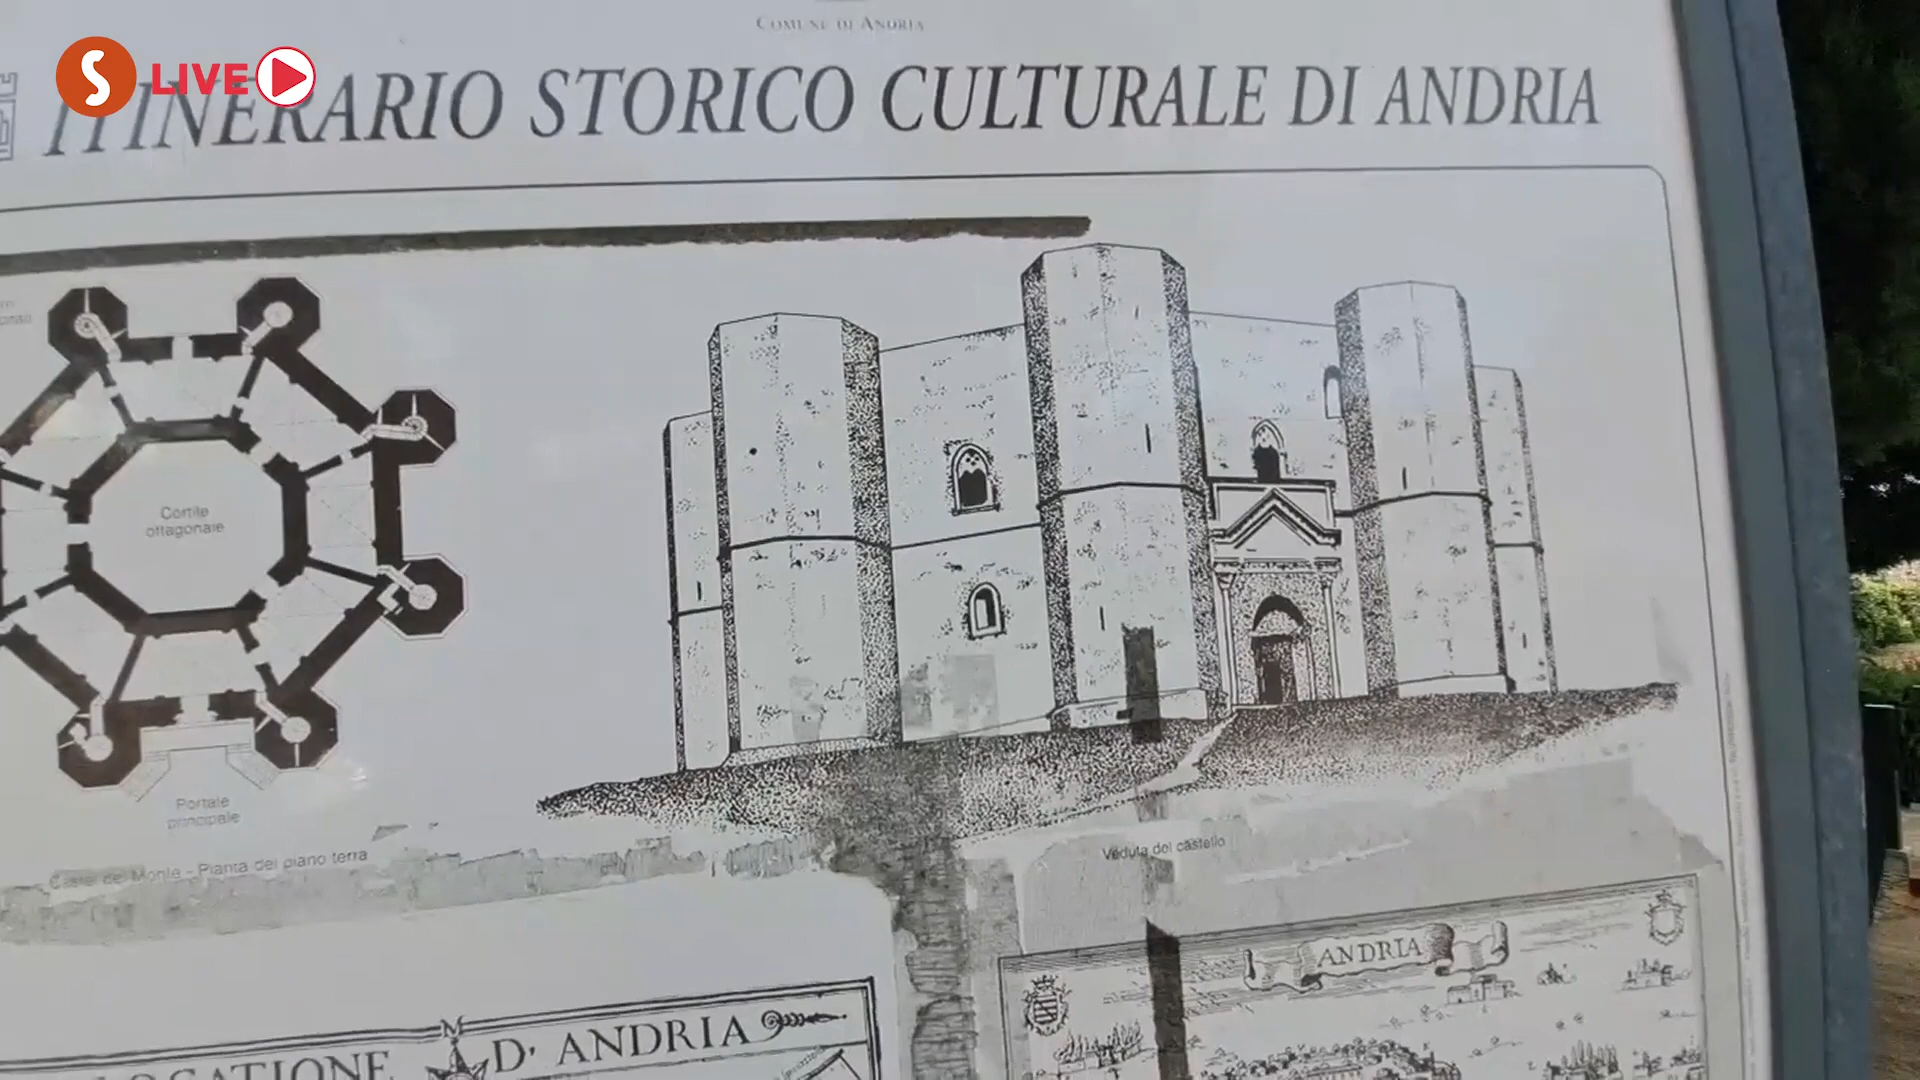 COMUNE DI ANDRIA
S LIVE
ITINERARIO STORICO CULTURALE DI ANDRIA
Cortile
ottagonale
Portale
principale
Castel del Monte - Pianta del piano terra
Veduta del castello
ANDRIA
M
D' ANDRIA